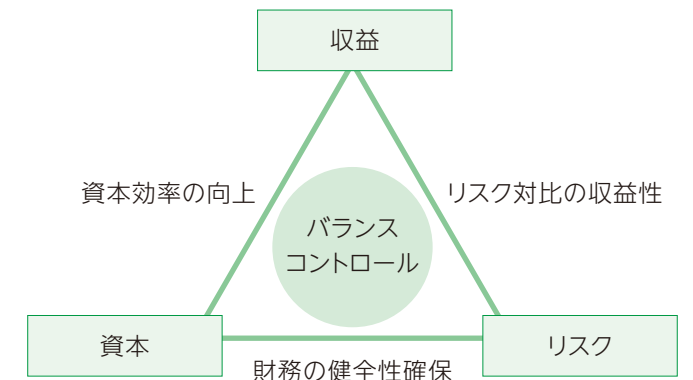 収益
資本効率の向上
リスク対比の収益性
バランス
コントロール
資本
リスク
財務の健全性確保